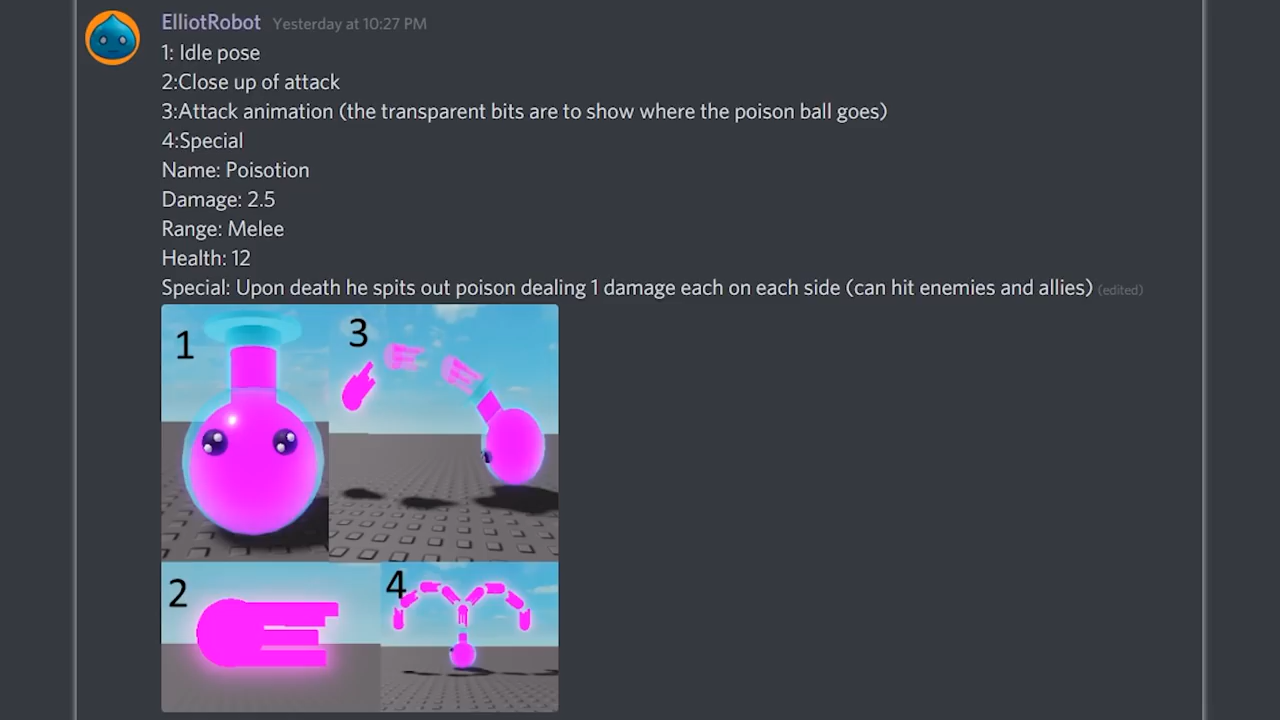 ElliotRobot Yesterday at 10:27 PM
1: Idle pose
2:Close up of attack
3:Attack animation (the transparent bits are to show where the poison ball goes)
4:Special
Name: Poisotion
Damage: 2.5
Range: Melee
Health: 12
Special: Upon death he spits out poison dealing 1 damage each on each side (can hit enemies and allies) (edited)
1
3
2
4